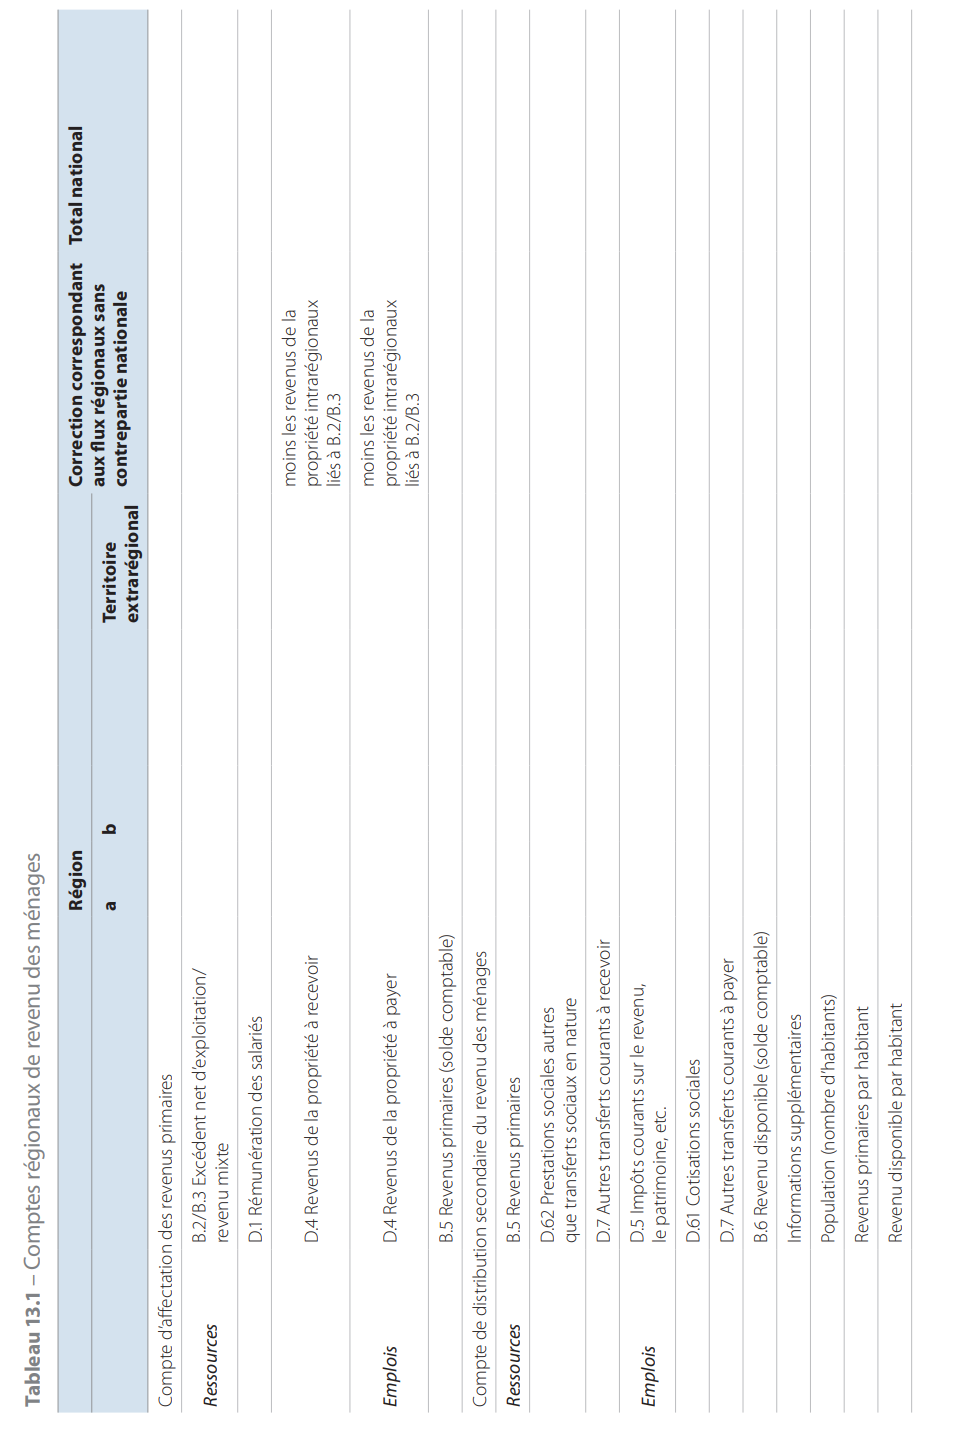 Tableau 13.1 – Comptes régionaux de revenu des ménages
Région
Correction correspondant
aux flux régionaux sans
contrepartie nationale
Total national
a
b
Territoire
extrarégional
Compte d'affectation des revenus primaires
Ressources
B.2/B.3 Excédent net d'exploitation/
revenu mixte
D.1 Rémunération des salariés
D.4 Revenus de la propriété à recevoir
moins les revenus de la
propriété intrarégionaux
liés à B.2/B.3
Emplois
D.4 Revenus de la propriété à payer
moins les revenus de la
propriété intrarégionaux
liés à B.2/B.3
B.5 Revenus primaires (solde comptable)
Compte de distribution secondaire du revenu des ménages
Ressources
B.5 Revenus primaires
D.62 Prestations sociales autres
que transferts sociaux en nature
D.7 Autres transferts courants à recevoir
Emplois
D.5 Impôts courants sur le revenu,
le patrimoine, etc.
D.61 Cotisations sociales
D.7 Autres transferts courants à payer
B.6 Revenu disponible (solde comptable)
Informations supplémentaires
Population (nombre d'habitants)
Revenus primaires par habitant
Revenu disponible par habitant